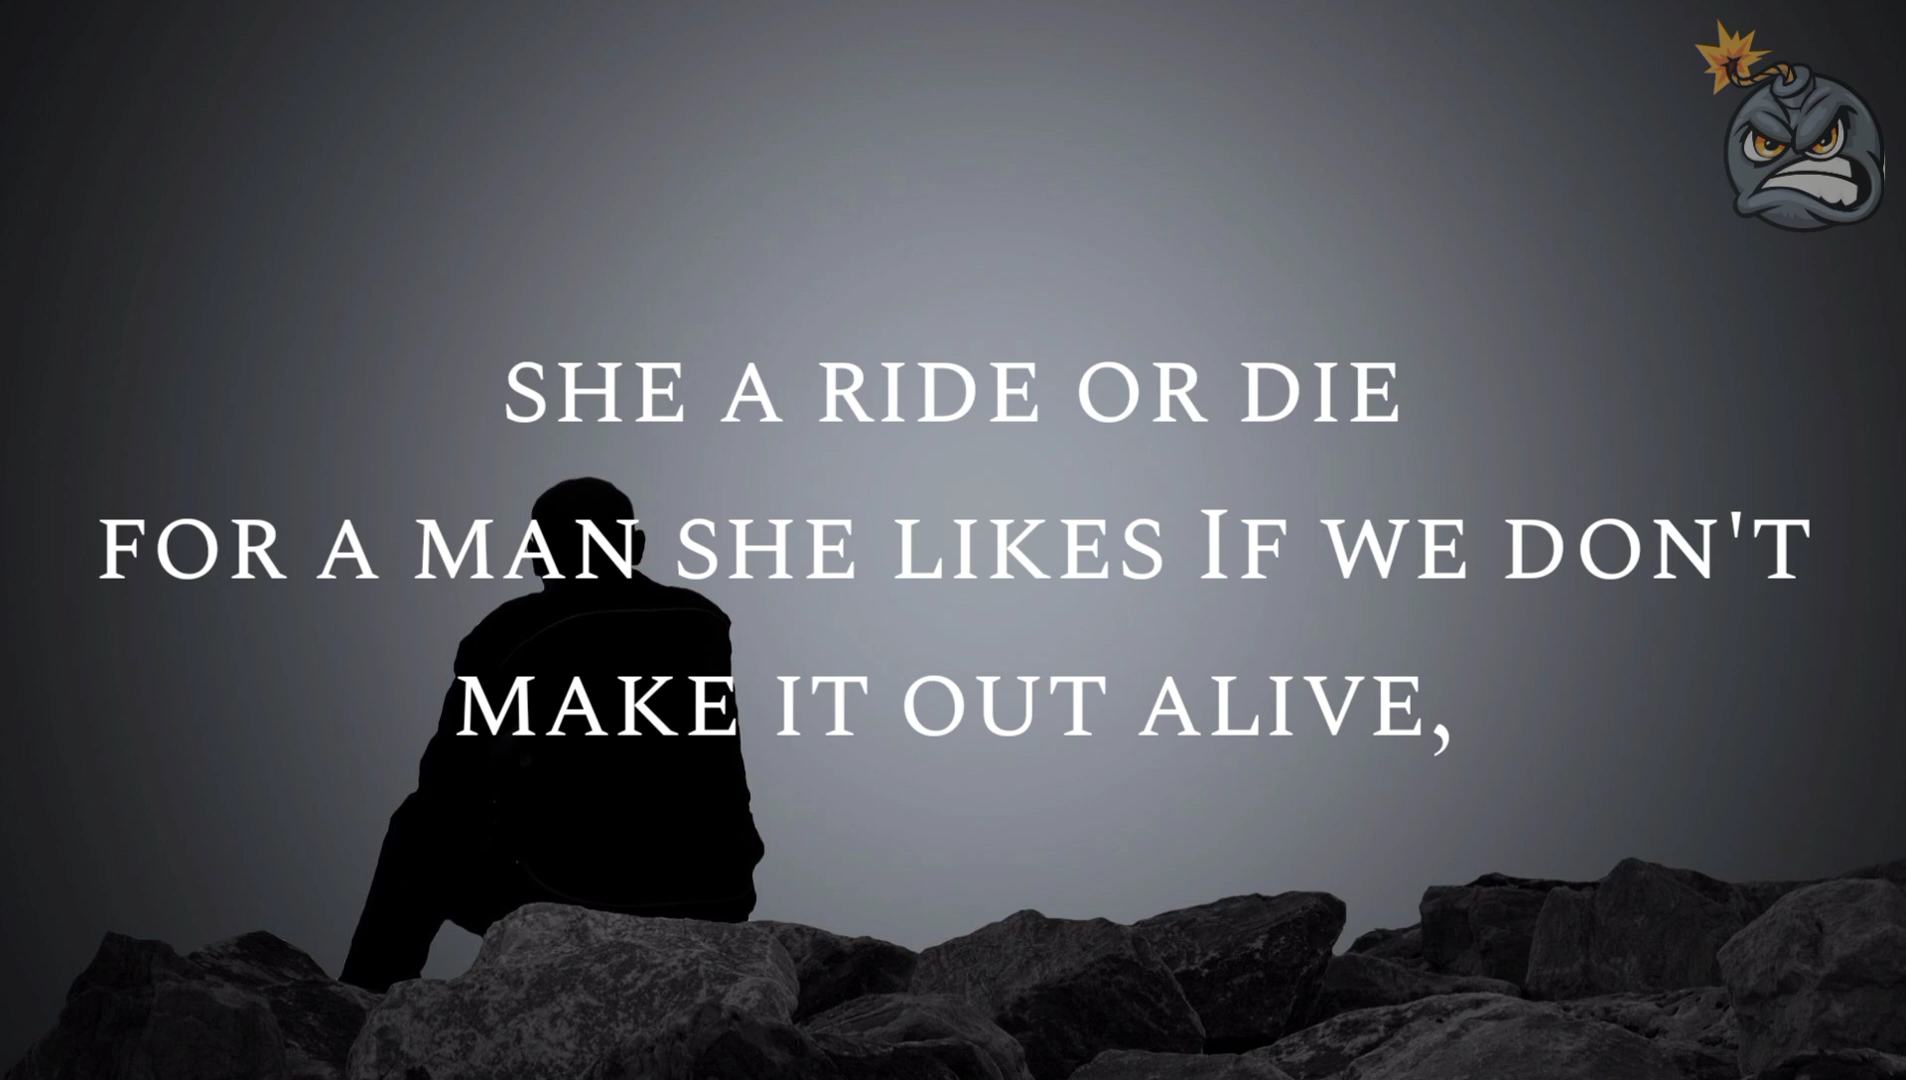 SHE A RIDE OR DIE
FOR A MAN SHE LIKES IF WE DON'T
MAKE IT OUT ALIVE,